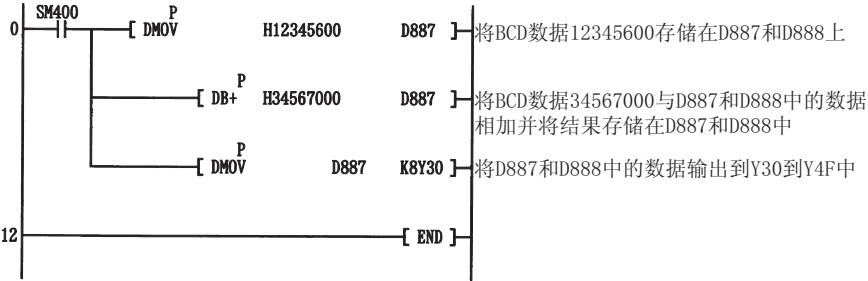 SM400 P
0 [ DMOV H12345600 D887 ] 将BCD数据12345600存储在D887和D888上
P
[ DB+ H34567000 D887 ] 将BCD数据34567000与D887和D888中的数据
相加并将结果存储在D887和D888中
P
[ DMOV D887 K8Y30 ] 将D887和D888中的数据输出到Y30到Y4F中
12 [ END ]